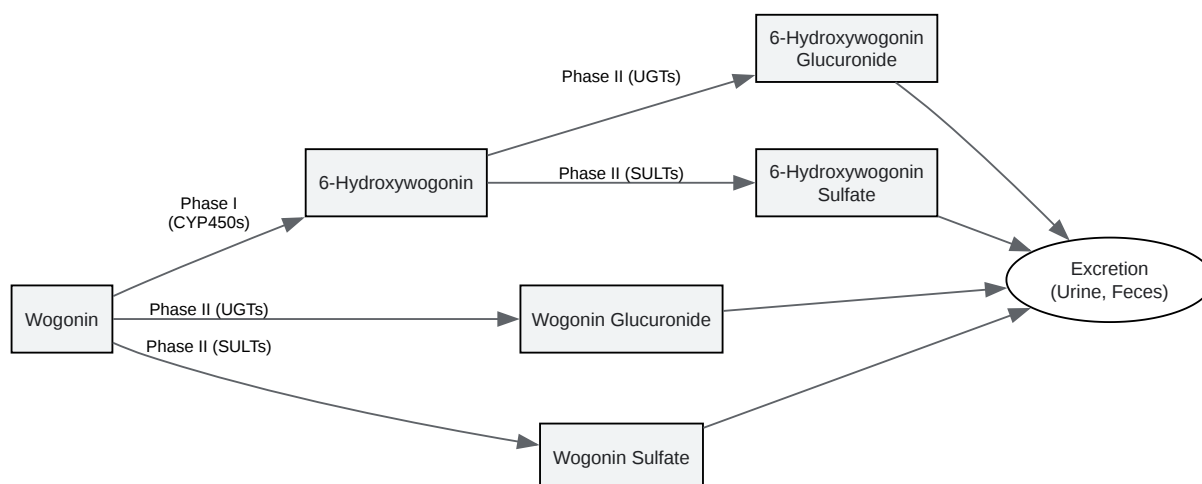 6-Hydroxywogonin
Glucuronide
Phase II (UGTs)
6-Hydroxywogonin
Phase II (SULTs)
6-Hydroxywogonin
Sulfate
Phase I
(CYP450s)
Excretion
(Urine, Feces)
Wogonin
Phase II (UGTs)
Wogonin Glucuronide
Phase II (SULTs)
Wogonin Sulfate